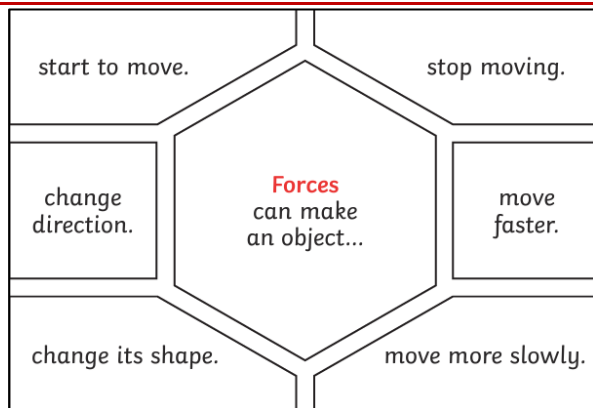 start to move.
stop moving.
Forces
can make
an object...
change
direction.
move
faster.
change its shape.
move more slowly.